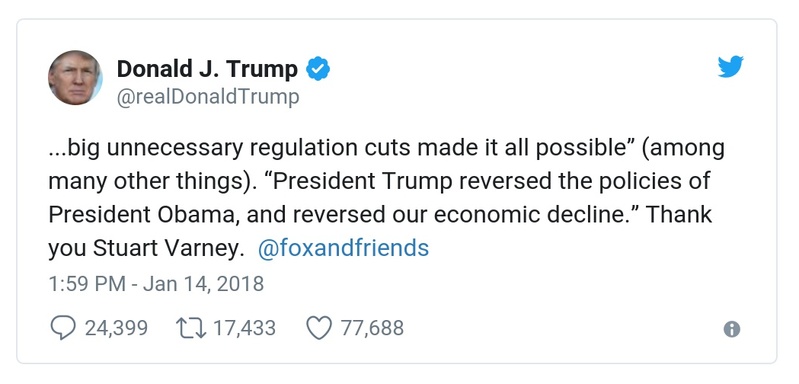 Donald J. Trump
@realDonaldTrump
...big unnecessary regulation cuts made it all possible” (among
many other things). “President Trump reversed the policies of
President Obama, and reversed our economic decline.” Thank
you Stuart Varney. @foxandfriends
1:59 PM - Jan 14, 2018
24,399 17,433 77,688